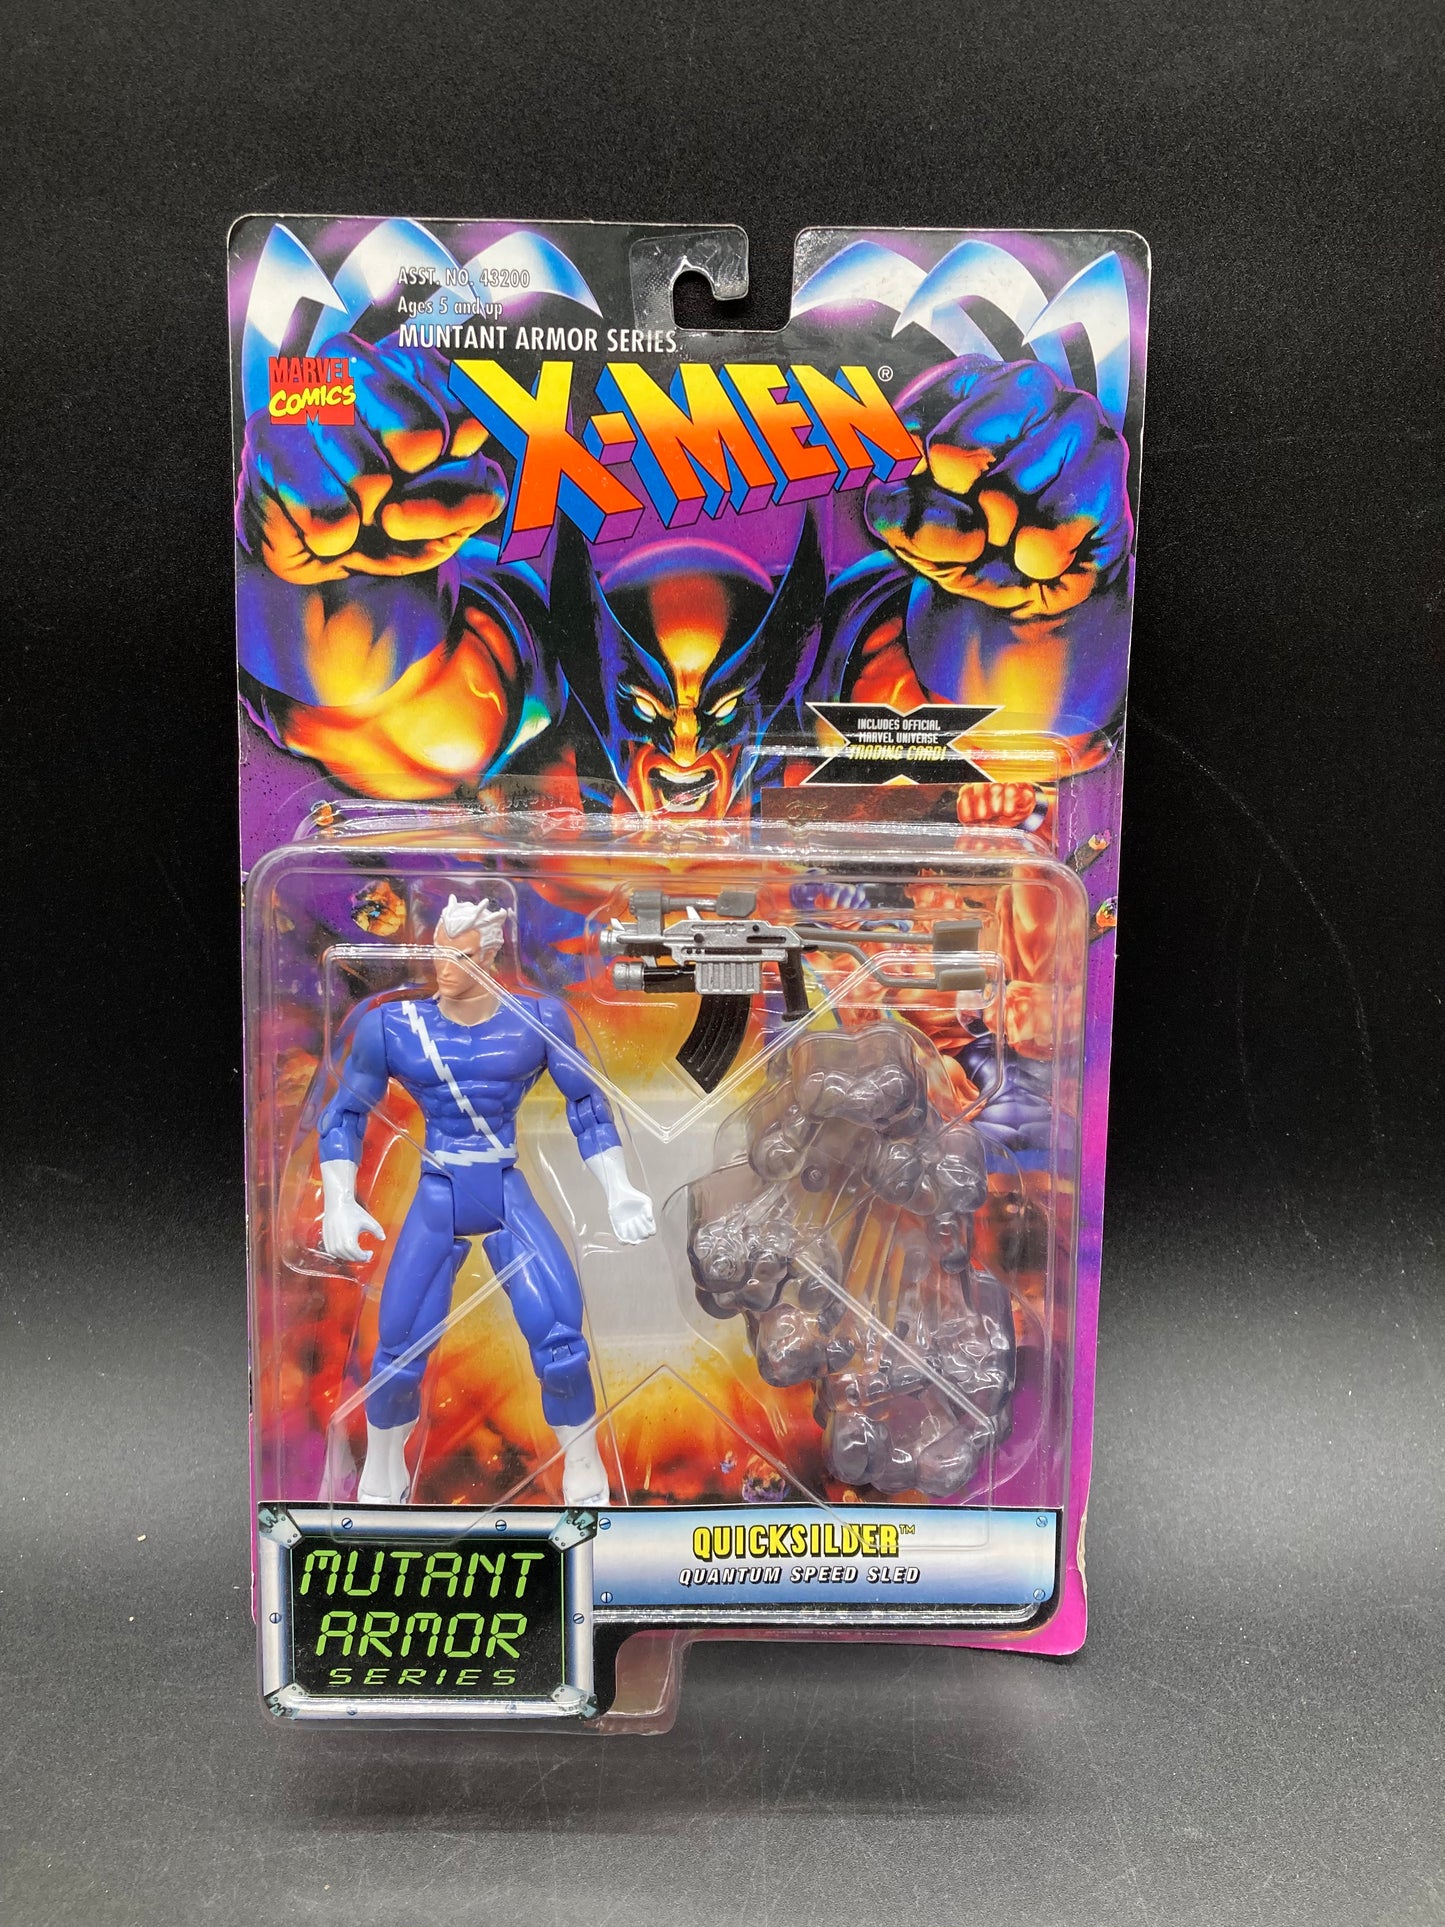 ASST. NO. 43200
Ages 5 and up
MUNTANT ARMOR SERIES
MARVEL
COMICS
X-MEN®
INCLUDES OFFICIAL
MARVEL UNIVERSE
TRADING CARD!
QUICKSILVER™
QUANTUM SPEED SLED
MUTANT
ARMOR
SERIES